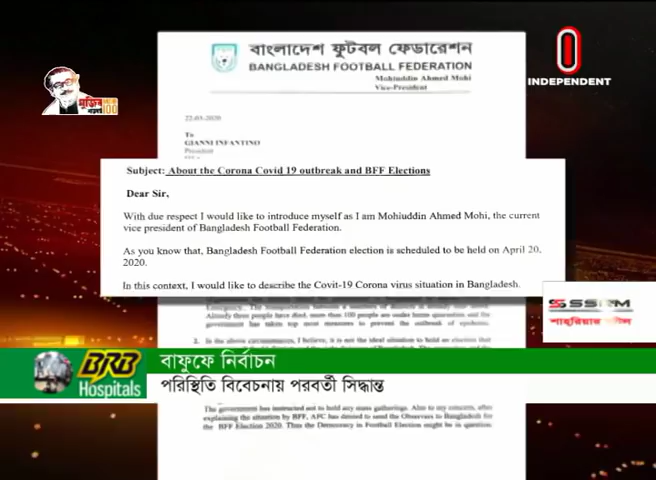 বাংলাদেশ ফুটবল ফেডারেশন
BANGLADESH FOOTBALL FEDERATION
Mohiuddin Ahmed Mohi
Vice-President
INDEPENDENT
মুজিব
100
22-03-2020
To
GIANNI INFANTINO
President
Subject: About the Corona Covid 19 outbreak and BFF Elections
Dear Sir,
With due respect I would like to introduce myself as I am Mohiuddin Ahmed Mohi, the current
vice president of Bangladesh Football Federation.
As you know that, Bangladesh Football Federation election is scheduled to be held on April 20,
2020.
In this context, I would like to describe the Covit-19 Corona virus situation in Bangladesh.
Already three people have died, more than 100 people are under home quarantine and the
government has taken top most measures to prevent the outbreak of epidemic.
2. In the above circumstances, I believe, it is not the ideal situation to hold an election that
SSRM
শাহরিয়ার স্টিল
BRB
Hospitals
বাফুফে নির্বাচন
পরিস্থিতি বিবেচনায় পরবর্তী সিদ্ধান্ত
The government has instructed not to hold any mass gatherings. Also to my concern, after
explaining the situation by BFF, AFC has denied to send the Observers to Bangladesh for
the BFF Election 2020. Thus the Democracy in Football Election might be in question.